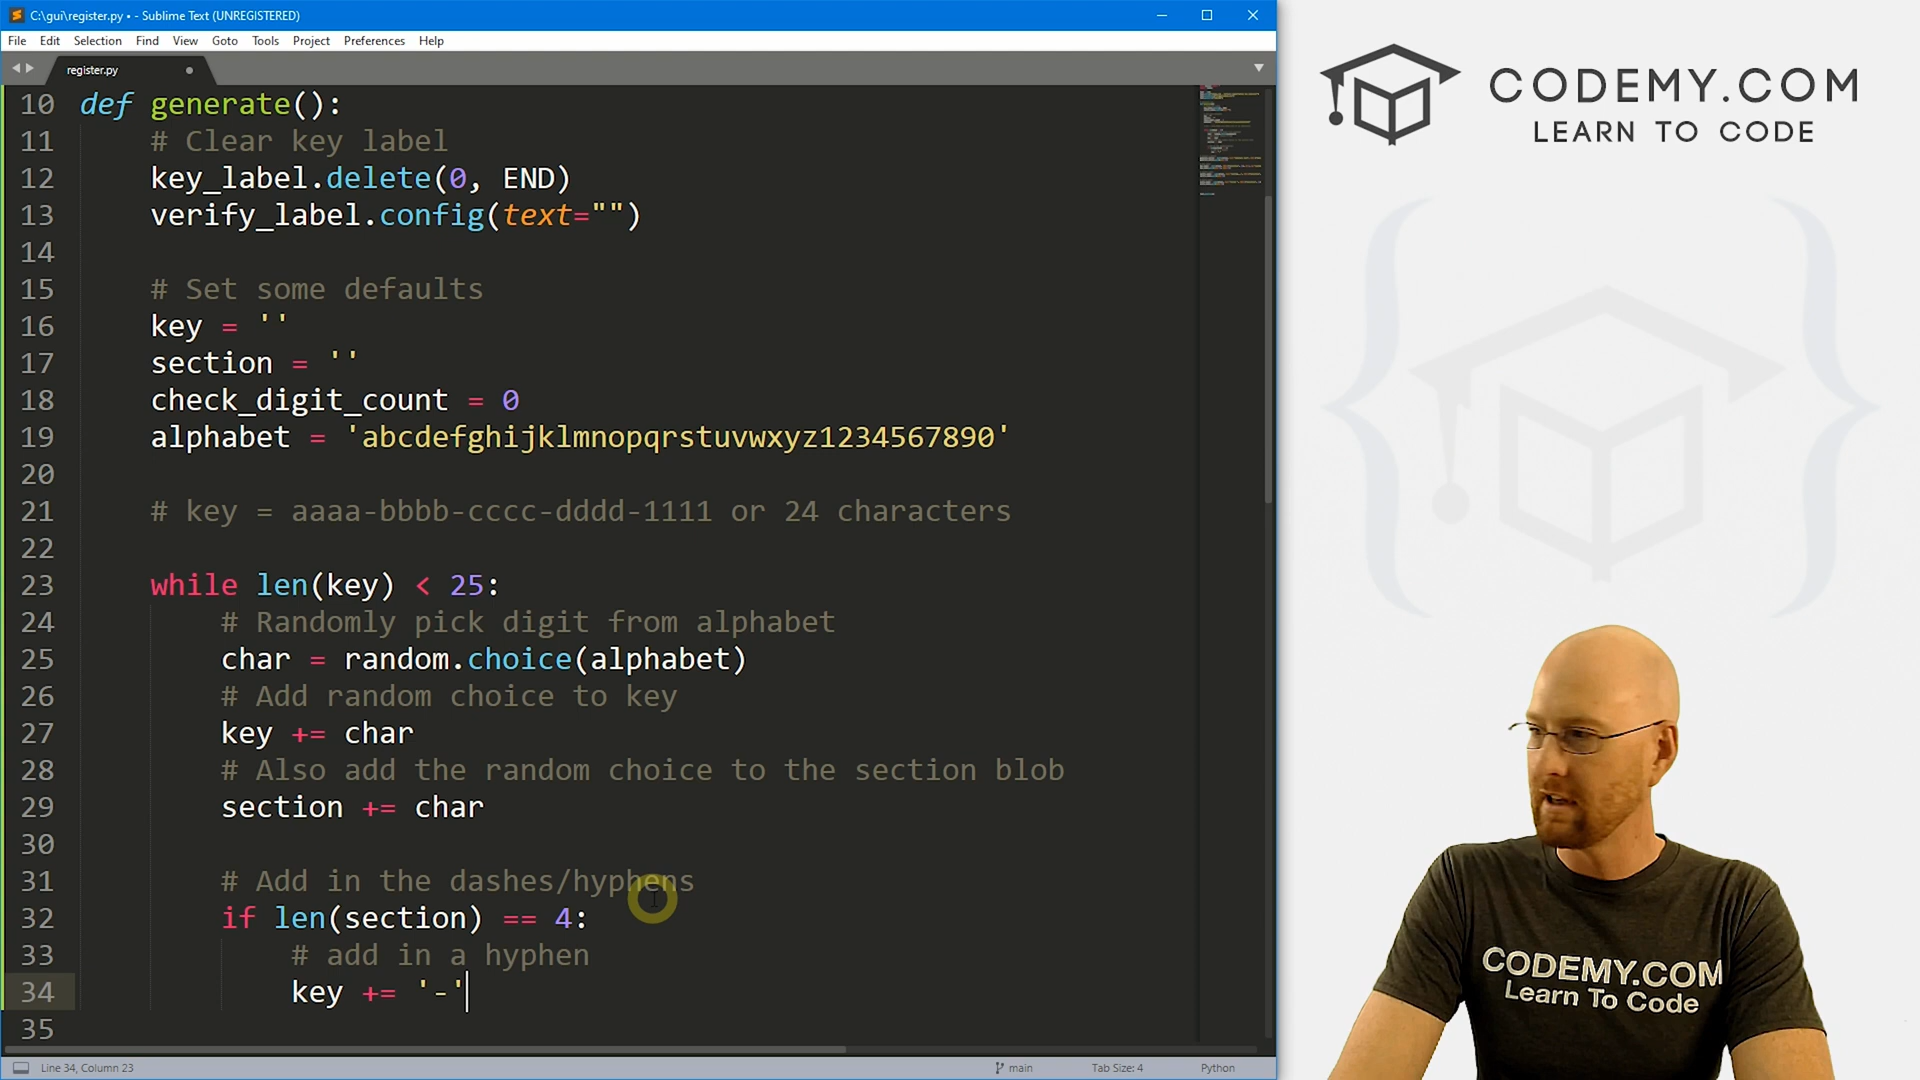 C:\gui\register.py • - Sublime Text (UNREGISTERED)
File Edit Selection Find View Goto Tools Project Preferences Help
register.py
10 def generate():
11 # Clear key label
12 key_label.delete(0, END)
13 verify_label.config(text="")
14
15 # Set some defaults
16 key = ''
17 section = ''
18 check_digit_count = 0
19 alphabet = 'abcdefghijklmnopqrstuvwxyz1234567890'
20
21 # key = aaaa-bbbb-cccc-dddd-1111 or 24 characters
22
23 while len(key) < 25:
24 # Randomly pick digit from alphabet
25 char = random.choice(alphabet)
26 # Add random choice to key
27 key += char
28 # Also add the random choice to the section blob
29 section += char
30
31 # Add in the dashes/hyphens
32 if len(section) == 4:
33 # add in a hyphen
34 key += '-'
35
Line 34, Column 23
main
Tab Size: 4
Python
CODEMY.COM
LEARN TO CODE
CODEMY.COM
Learn To Code